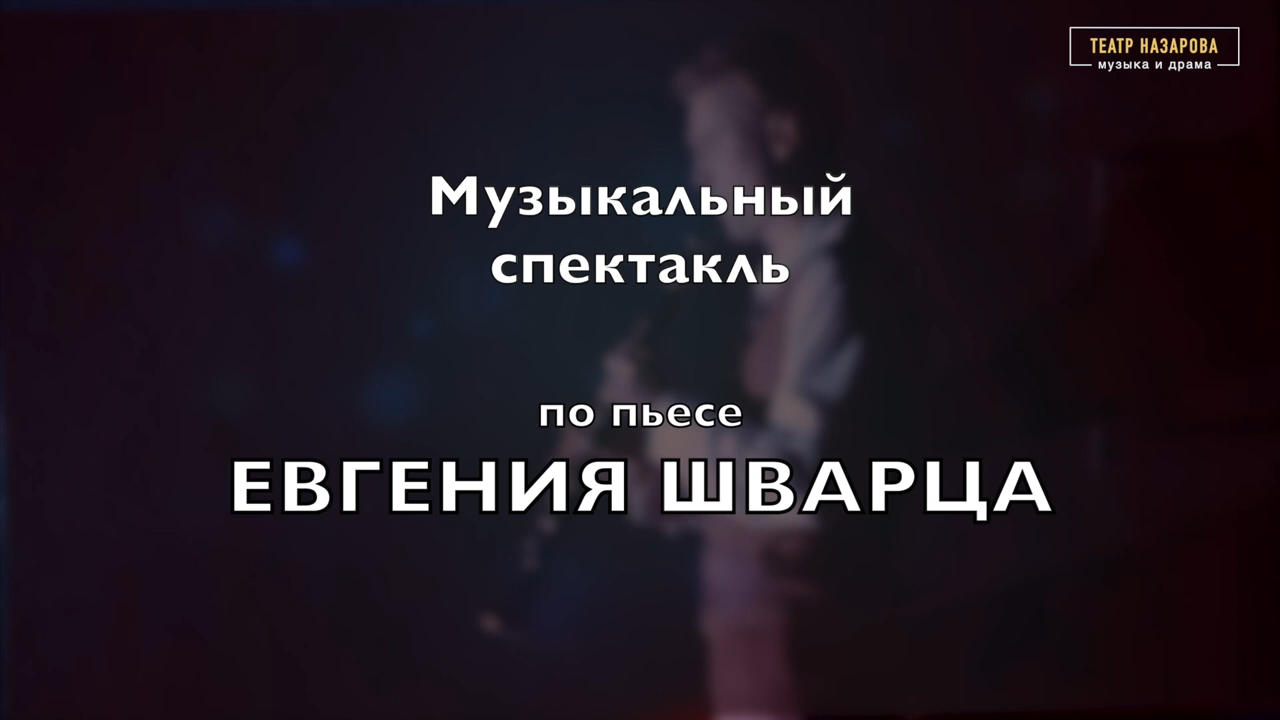 ТЕАТР НАЗАРОВА
музыка и драма
Музыкальный
спектакль
по пьесе
ЕВГЕНИЯ ШВАРЦА